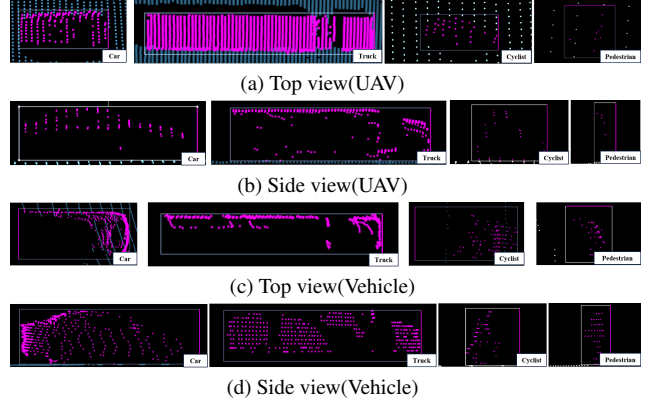 Car Truck Cyclist Pedestrian
(a) Top view(UAV)
Car Truck Cyclist Pedestrian
(b) Side view(UAV)
Car Truck Cyclist Pedestrian
(c) Top view(Vehicle)
Car Truck Cyclist Pedestrian
(d) Side view(Vehicle)